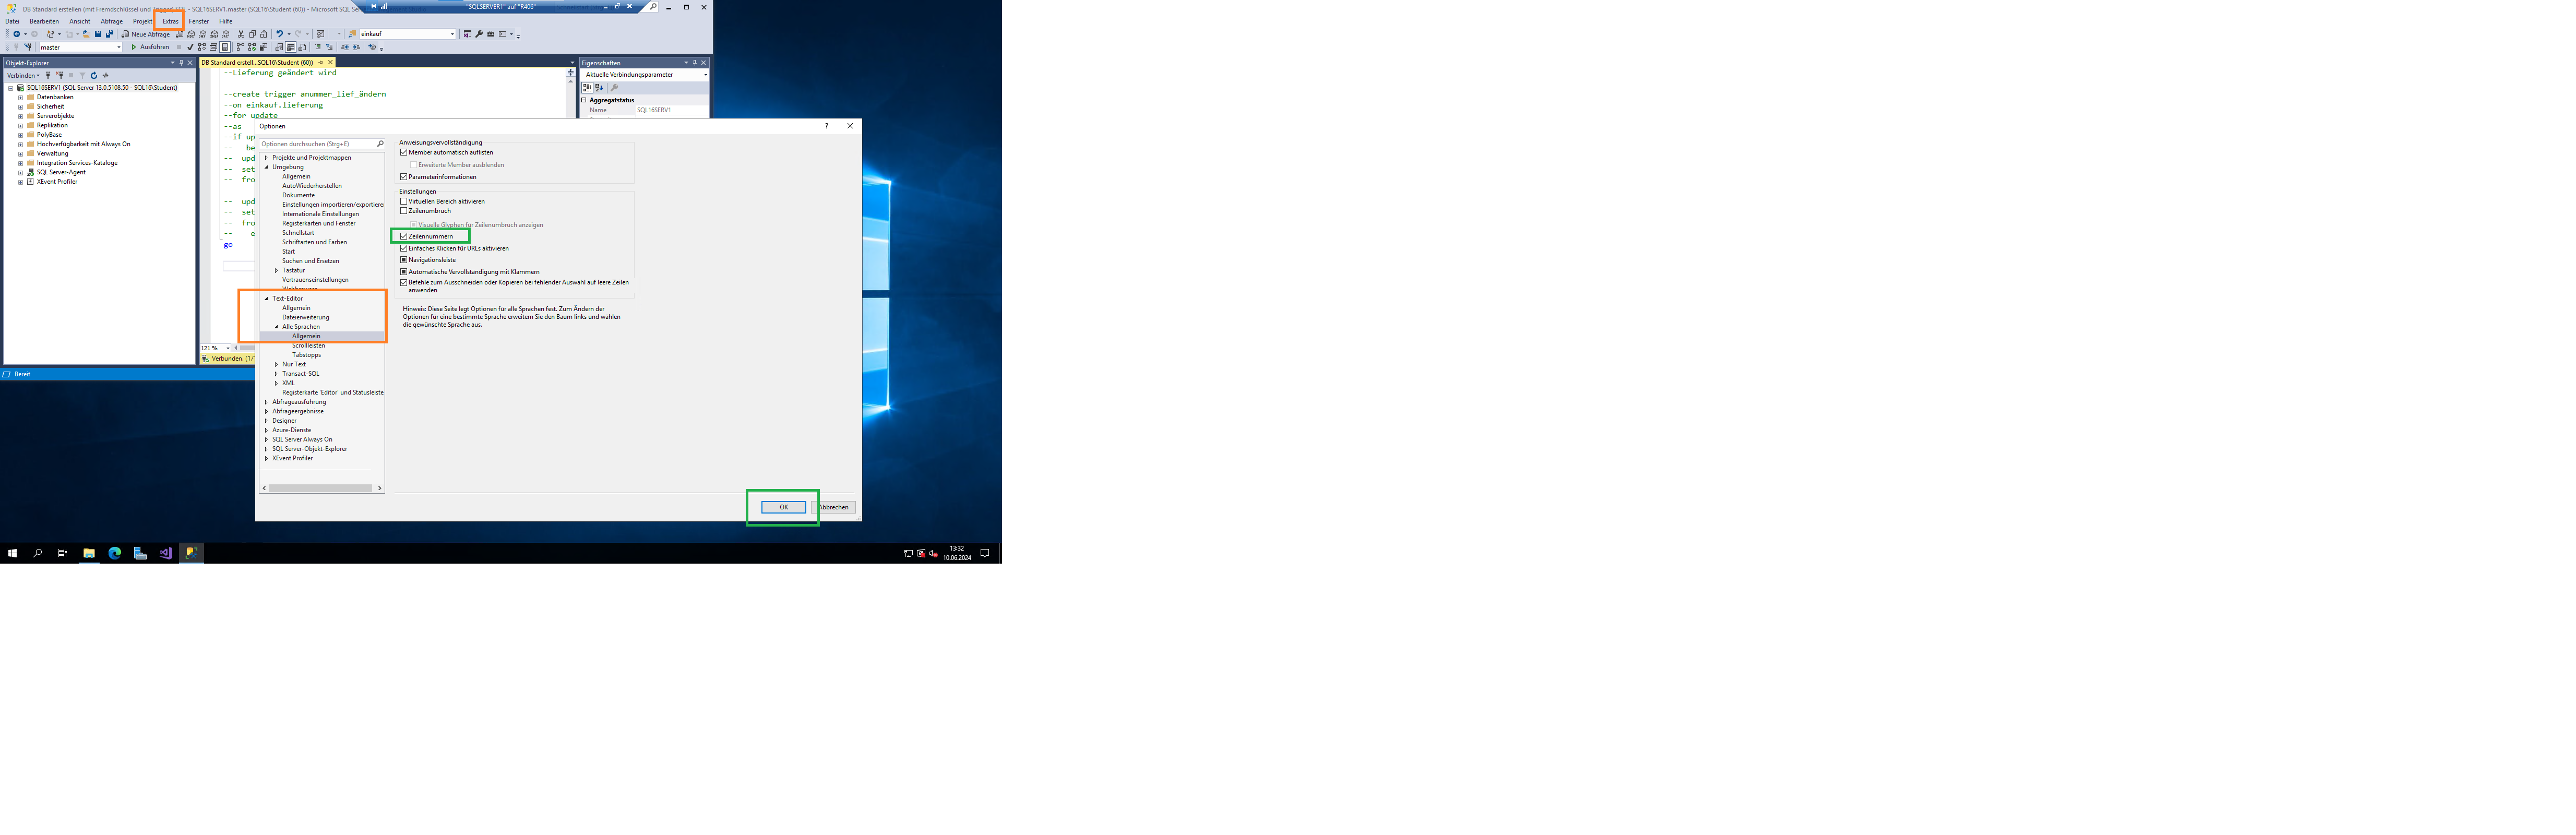 DB Standard erstellen (mit Fremdschlüssel und Trigger).SQL - SQL16SERV1.master (SQL16\Student (60)) - Microsoft SQL Ser
"SQLSERVER1" auf "R406"
Datei Bearbeiten Ansicht Abfrage Projekt Extras Fenster Hilfe
Neue Abfrage
einkauf
master
Ausführen
Objekt-Explorer
Verbinden
SQL16SERV1 (SQL Server 13.0.5108.50 - SQL16\Student)
Datenbanken
Sicherheit
Serverobjekte
Replikation
PolyBase
Hochverfügbarkeit mit Always On
Verwaltung
Integration Services-Kataloge
SQL Server-Agent
XEvent Profiler
DB Standard erstell...SQL16\Student (60))
--Lieferung geändert wird
--create trigger anummer_lief_ändern
--on einkauf.lieferung
--for update
--as
--if up
-- be
-- upd
-- set
-- fro
-- upd
-- set
-- fro
-- e
go
121 %
Verbunden. (1/1
Bereit
Eigenschaften
Aktuelle Verbindungsparameter
Aggregatstatus
Name SQL16SERV1
Optionen
Optionen durchsuchen (Strg+E)
Projekte und Projektmappen
Umgebung
Allgemein
AutoWiederherstellen
Dokumente
Einstellungen importieren/exportieren
Internationale Einstellungen
Registerkarten und Fenster
Schnellstart
Schriftarten und Farben
Start
Suchen und Ersetzen
Tastatur
Vertrauenseinstellungen
Text-Editor
Allgemein
Dateierweiterung
Alle Sprachen
Allgemein
Scrollleisten
Tabstopps
Nur Text
Transact-SQL
XML
Registerkarte 'Editor' und Statusleiste
Abfrageausführung
Abfrageergebnisse
Designer
Azure-Dienste
SQL Server Always On
SQL Server-Objekt-Explorer
XEvent Profiler
Anweisungsvervollständigung
Member automatisch auflisten
Erweiterte Member ausblenden
Parameterinformationen
Einstellungen
Virtuellen Bereich aktivieren
Zeilenumbruch
Visuelle Glyphen für Zeilenumbruch anzeigen
Zeilennummern
Einfaches Klicken für URLs aktivieren
Navigationsleiste
Automatische Vervollständigung mit Klammern
Befehle zum Ausschneiden oder Kopieren bei fehlender Auswahl auf leere Zeilen
anwenden
Hinweis: Diese Seite legt Optionen für alle Sprachen fest. Zum Ändern der
Optionen für eine bestimmte Sprache erweitern Sie den Baum links und wählen
die gewünschte Sprache aus.
OK
Abbrechen
13:32
10.06.2024